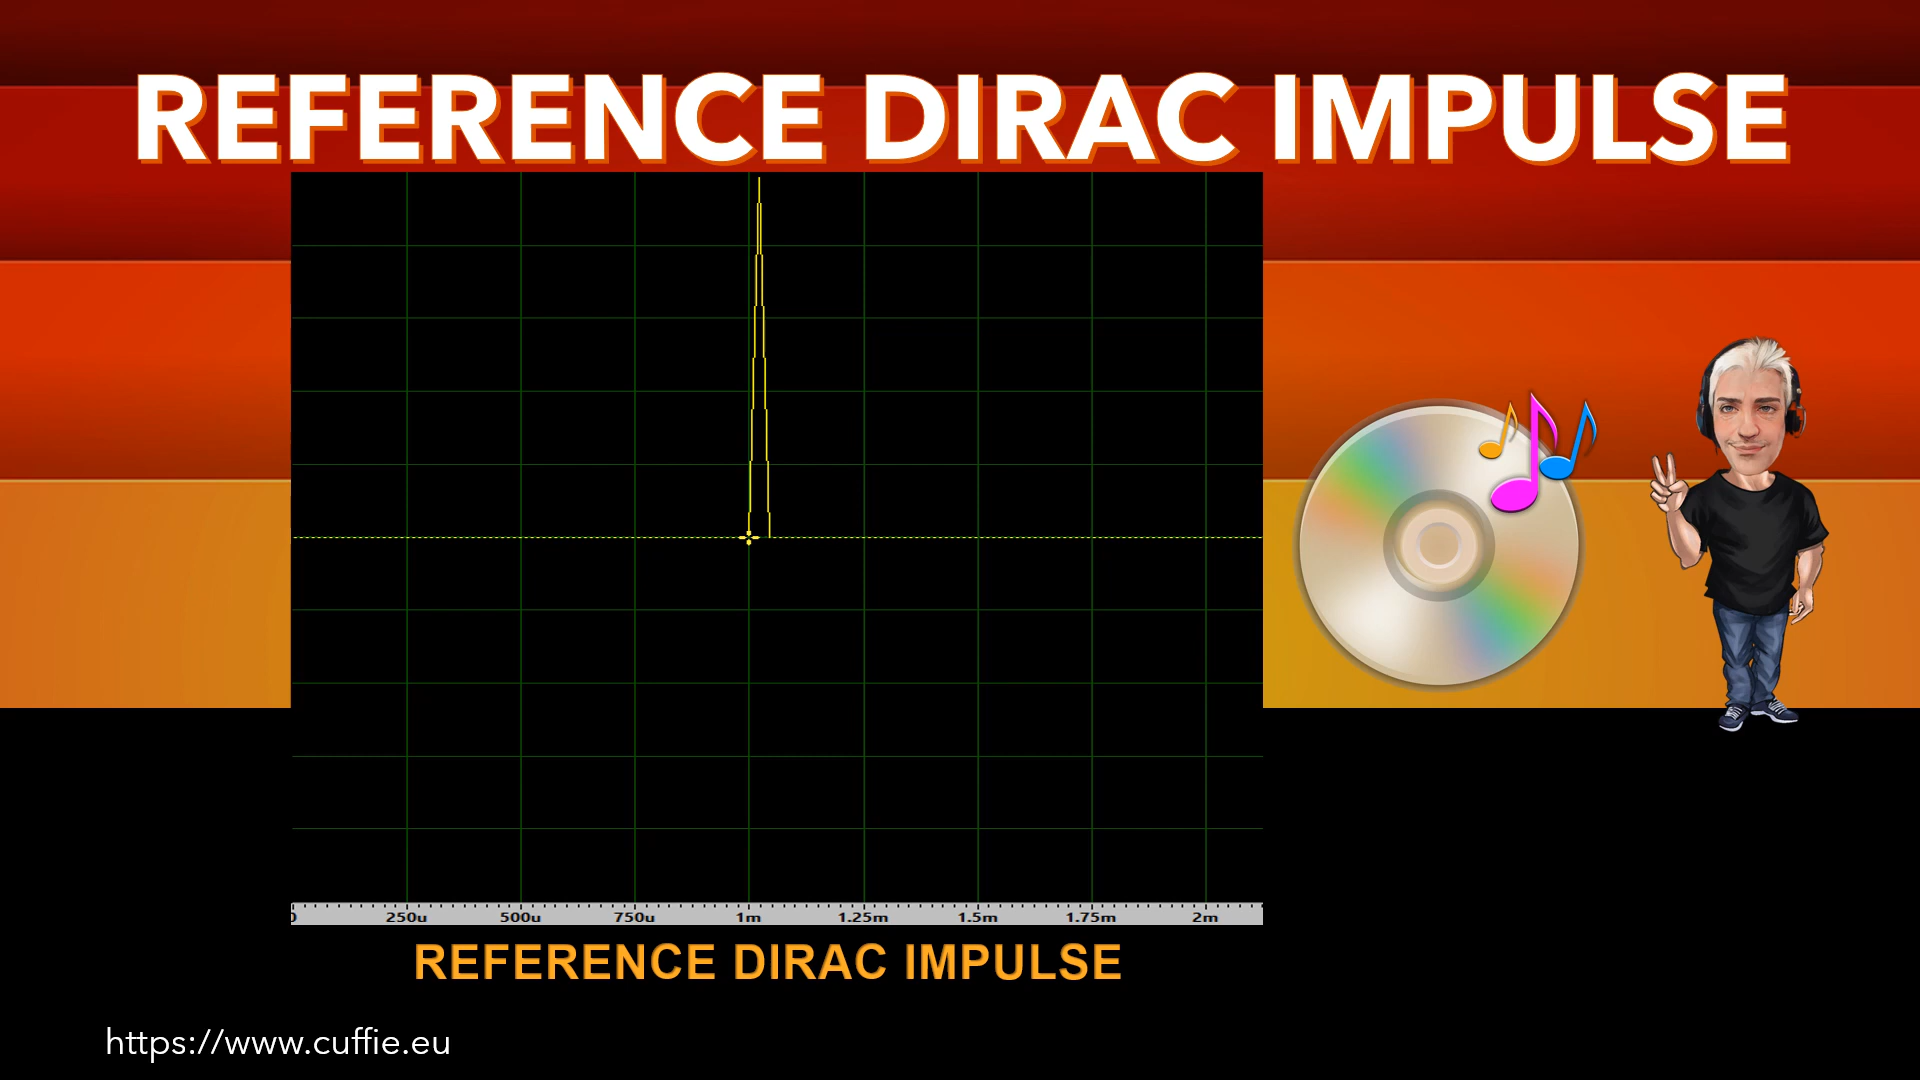 REFERENCE DIRAC IMPULSE
0 250u 500u 750u 1m 1.25m 1.5m 1.75m 2m
REFERENCE DIRAC IMPULSE
https://www.cuffie.eu